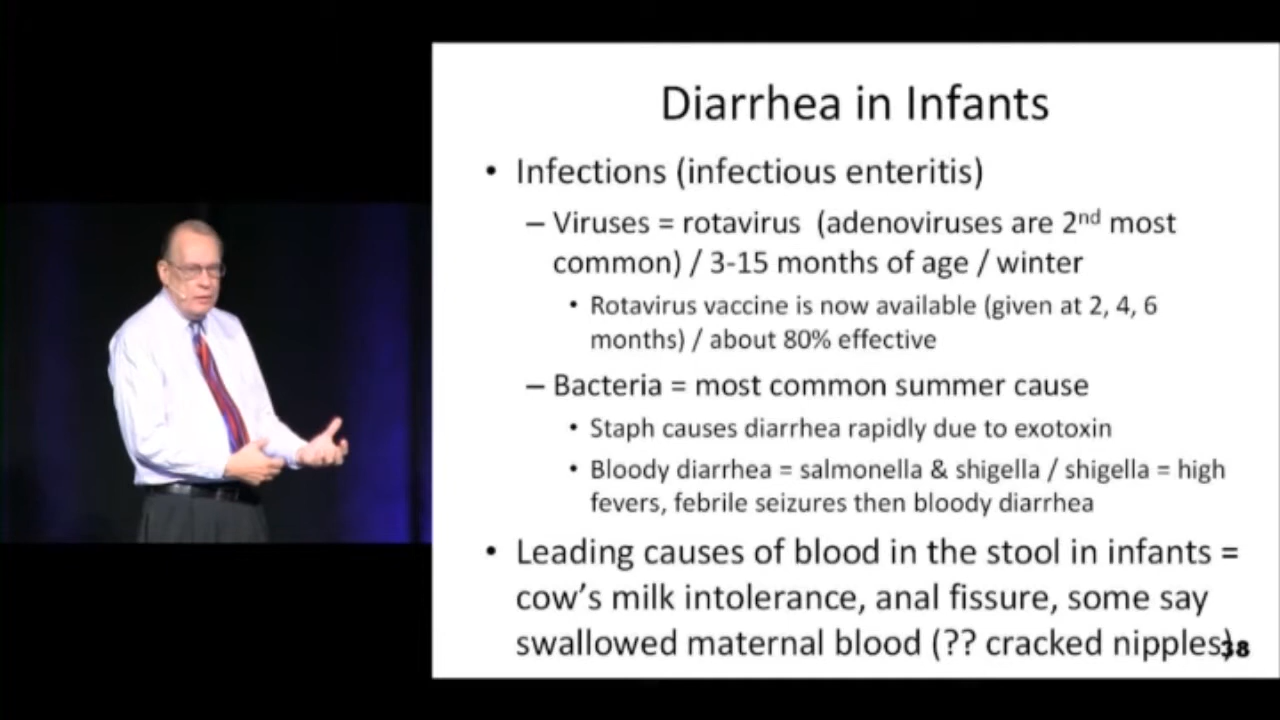 Diarrhea in Infants
• Infections (infectious enteritis)
– Viruses = rotavirus (adenoviruses are 2nd most
common) / 3-15 months of age / winter
• Rotavirus vaccine is now available (given at 2, 4, 6
months) / about 80% effective
– Bacteria = most common summer cause
• Staph causes diarrhea rapidly due to exotoxin
• Bloody diarrhea = salmonella & shigella / shigella = high
fevers, febrile seizures then bloody diarrhea
• Leading causes of blood in the stool in infants =
cow’s milk intolerance, anal fissure, some say
swallowed maternal blood (?? cracked nipples)
38